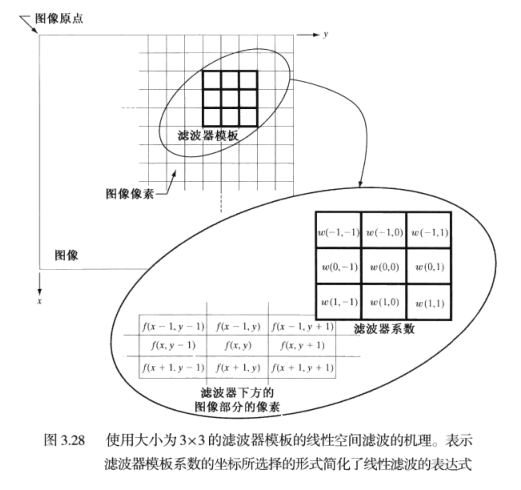 图像原点
y
滤波器模板
图像像素
图像
x
w(−1,−1) w(−1,0) w(−1,1)
w(0,−1) w(0,0) w(0,1)
w(1,−1) w(1,0) w(1,1)
滤波器系数
f(x − 1, y − 1) f(x − 1, y) f(x − 1, y + 1)
f(x, y − 1) f(x, y) f(x, y + 1)
f(x + 1, y − 1) f(x + 1, y) f(x + 1, y + 1)
滤波器下方的
图像部分的像素
图 3.28 使用大小为 3×3 的滤波器模板的线性空间滤波的机理。表示
滤波器模板系数的坐标所选择的形式简化了线性滤波的表达式